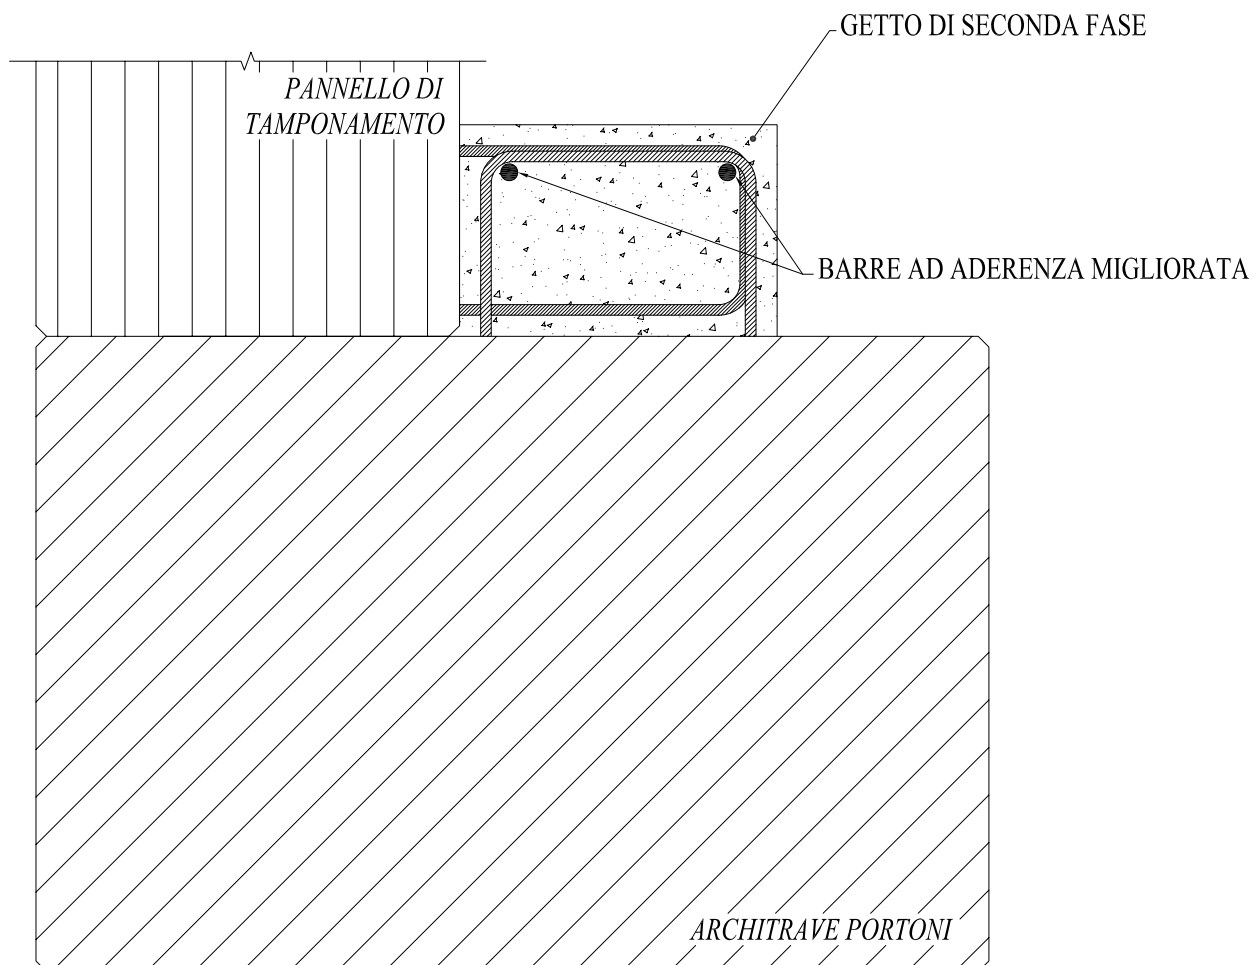 GETTO DI SECONDA FASE
PANNELLO DI
TAMPONAMENTO
BARRE AD ADERENZA MIGLIORATA
ARCHITRAVE PORTONI